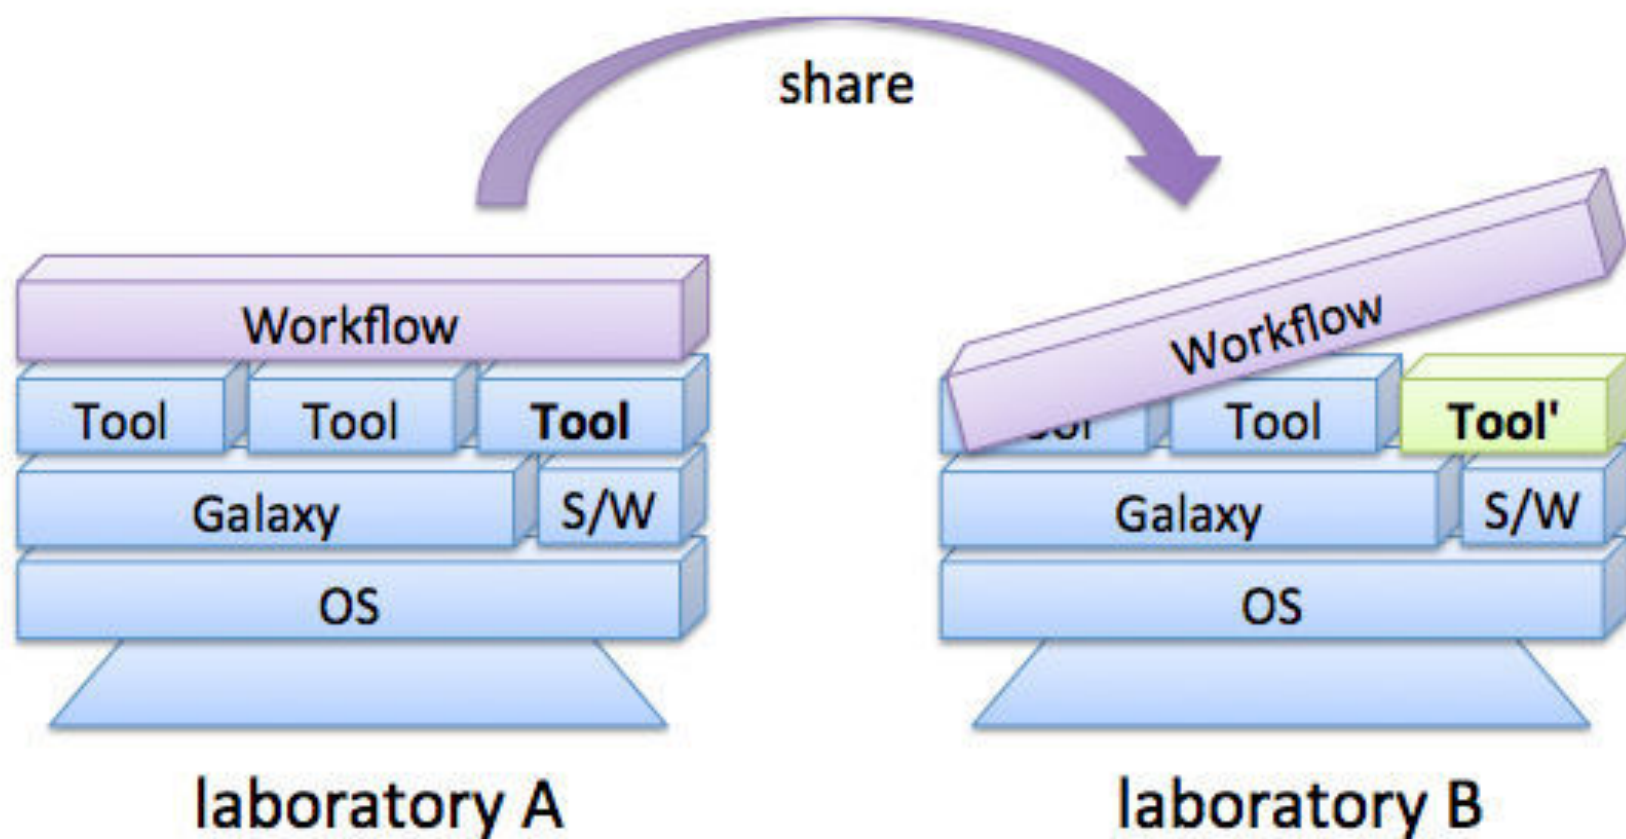 share
Workflow
Tool Tool Tool
Galaxy S/W
OS
laboratory A
Workflow
Tool Tool'
Galaxy S/W
OS
laboratory B